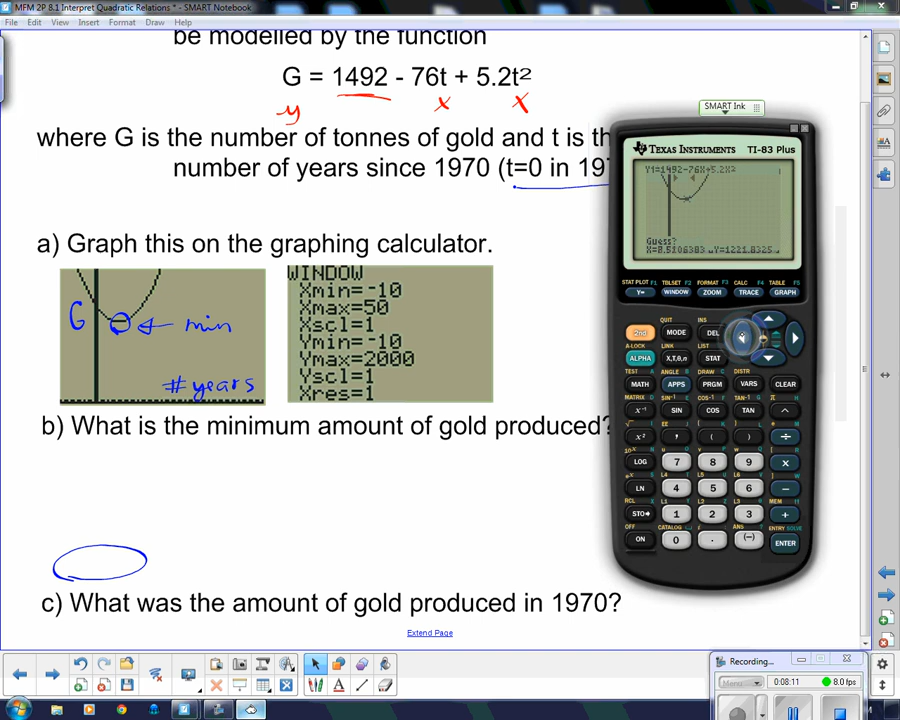 MFM 2P 8.1 Interpret Quadratic Relations * - SMART Notebook
File Edit View Insert Format Draw Help
be modelled by the function
G = 1492 - 76t + 5.2t²
y x x
where G is the number of tonnes of gold and t is th
number of years since 1970 (t=0 in 197
SMART Ink
TEXAS INSTRUMENTS TI-83 Plus
Y1=1492-76X+5.2X²
Guess?
X=8.5106383 Y=1221.8325
a) Graph this on the graphing calculator.
G
min
# years
WINDOW
Xmin=-10
Xmax=50
Xscl=1
Ymin=-10
Ymax=2000
Yscl=1
Xres=1
STAT PLOT F1 TBLSET F2 FORMAT F3 CALC F4 TABLE F5
Y= WINDOW ZOOM TRACE GRAPH
QUIT INS
2nd MODE DEL
A-LOCK LINK LIST
ALPHA X,T,θ,n STAT
TEST A ANGLE B DRAW C DISTR
MATH APPS PRGM VARS CLEAR
MATRIX D SIN⁻¹ E COS⁻¹ F TAN⁻¹ G π H
x⁻¹ SIN COS TAN ^
x² , ( ) ÷
LOG 7 8 9 x
LN 4 5 6 −
RCL X L1 Y L2 Z L3 θ MEM "
STO▸ 1 2 3 +
OFF CATALOG ANS ? ENTRY SOLVE
ON 0 . (-) ENTER
b) What is the minimum amount of gold produced?
c) What was the amount of gold produced in 1970?
Extend Page
Recording...
Menu
0:08:11 8.0 fps